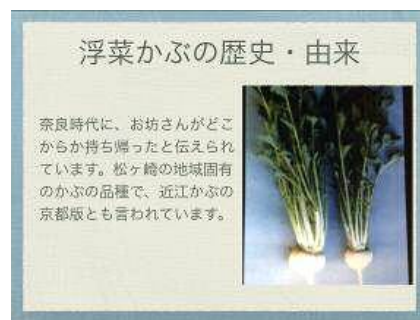 浮菜かぶの歴史・由来
奈良時代に、お坊さんがどこ
からか持ち帰ったと伝えられ
ています。松ヶ崎の地域固有
のかぶの品種で、近江かぶの
京都版とも言われています。